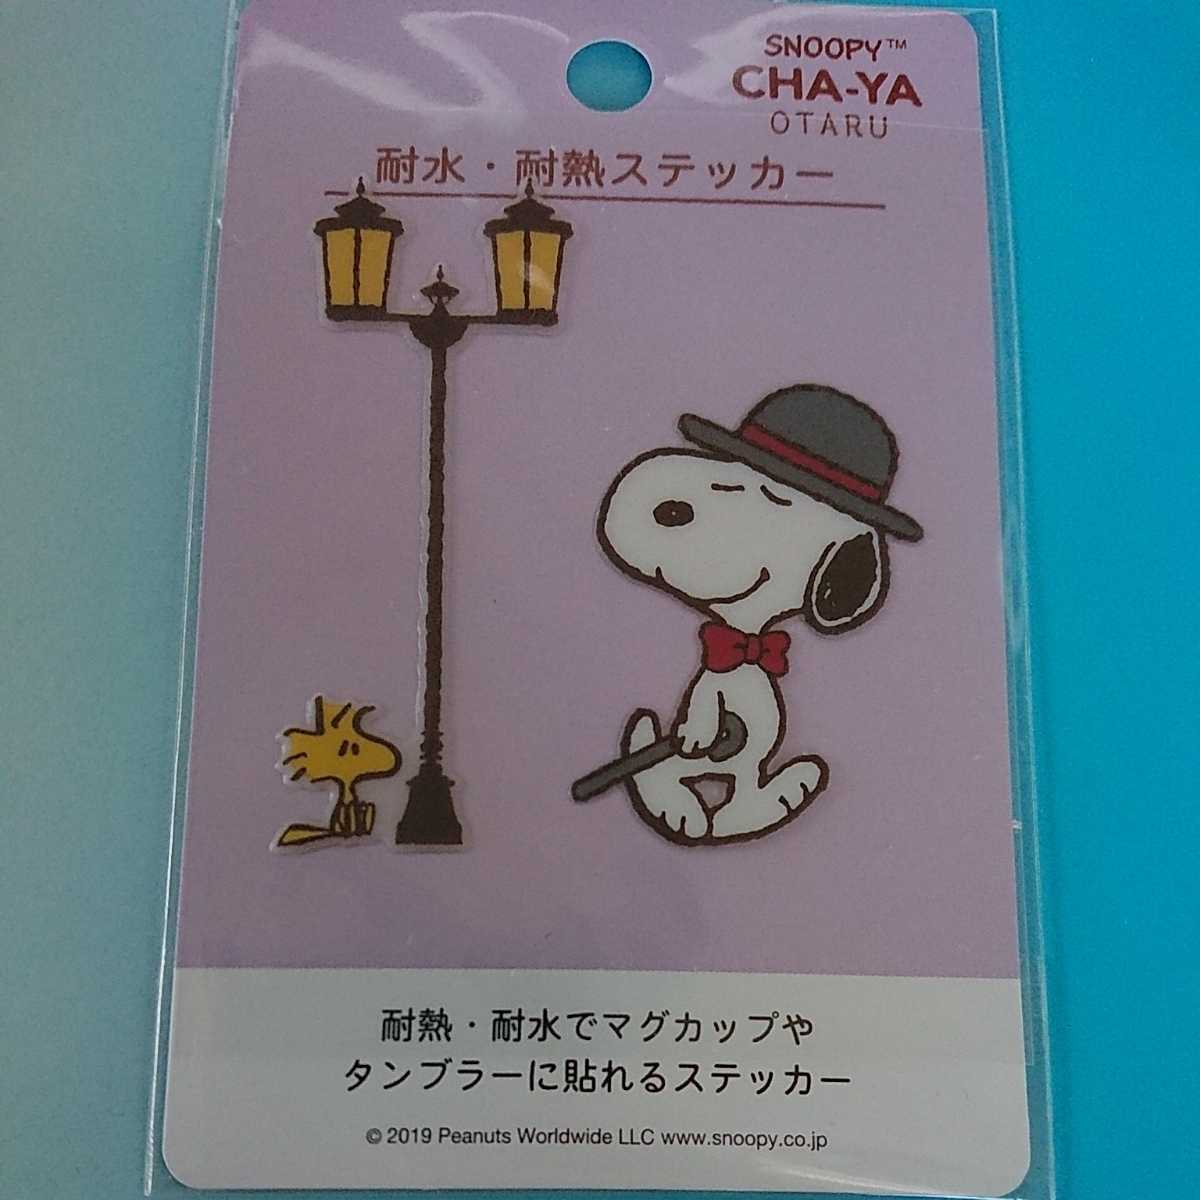 SNOOPY™
CHA-YA
OTARU
耐水・耐熱ステッカー
耐熱・耐水でマグカップや
タンブラーに貼れるステッカー
© 2019 Peanuts Worldwide LLC www.snoopy.co.jp